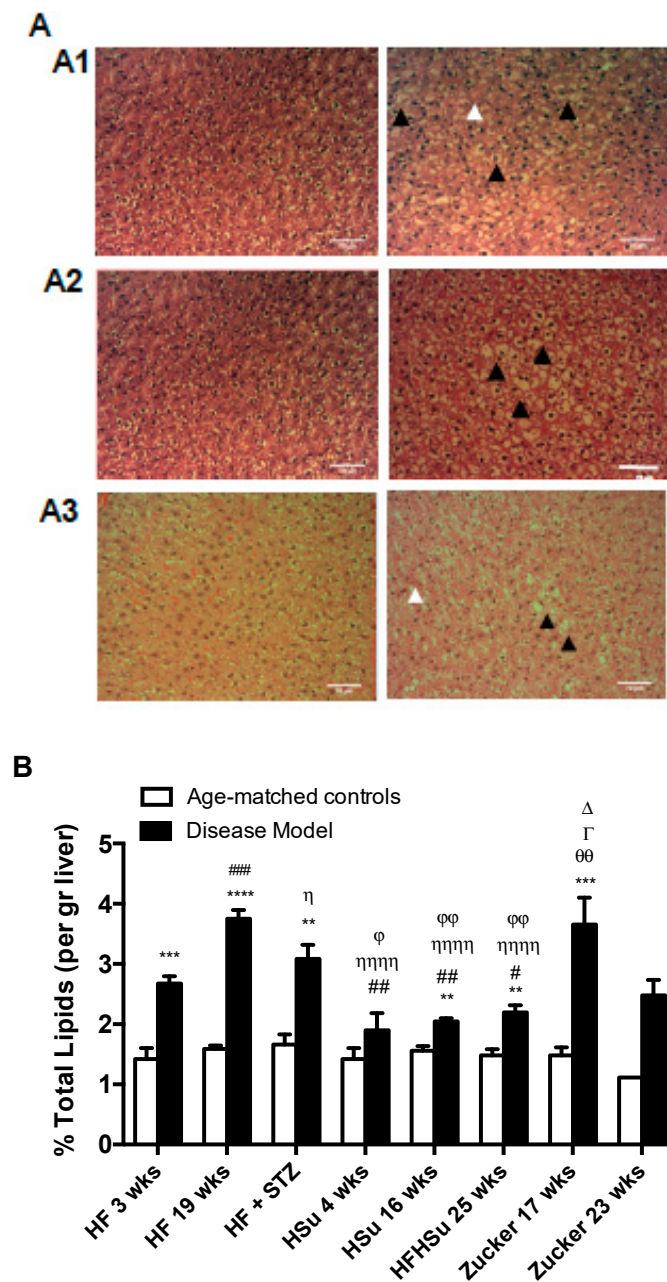 A
A1
A2
A3
B
Age-matched controls
Disease Model
% Total Lipids (per gr liver)
5
4
3
2
1
0
***
##
****
η
**
φ
ηηηη
##
φφ
ηηηη
##
**
φφ
ηηηη
#
**
Δ
Γ
θθ
***
HF 3 wks
HF 19 wks
HF + STZ
HSu 4 wks
HSu 16 wks
HFHSu 25 wks
Zucker 17 wks
Zucker 23 wks